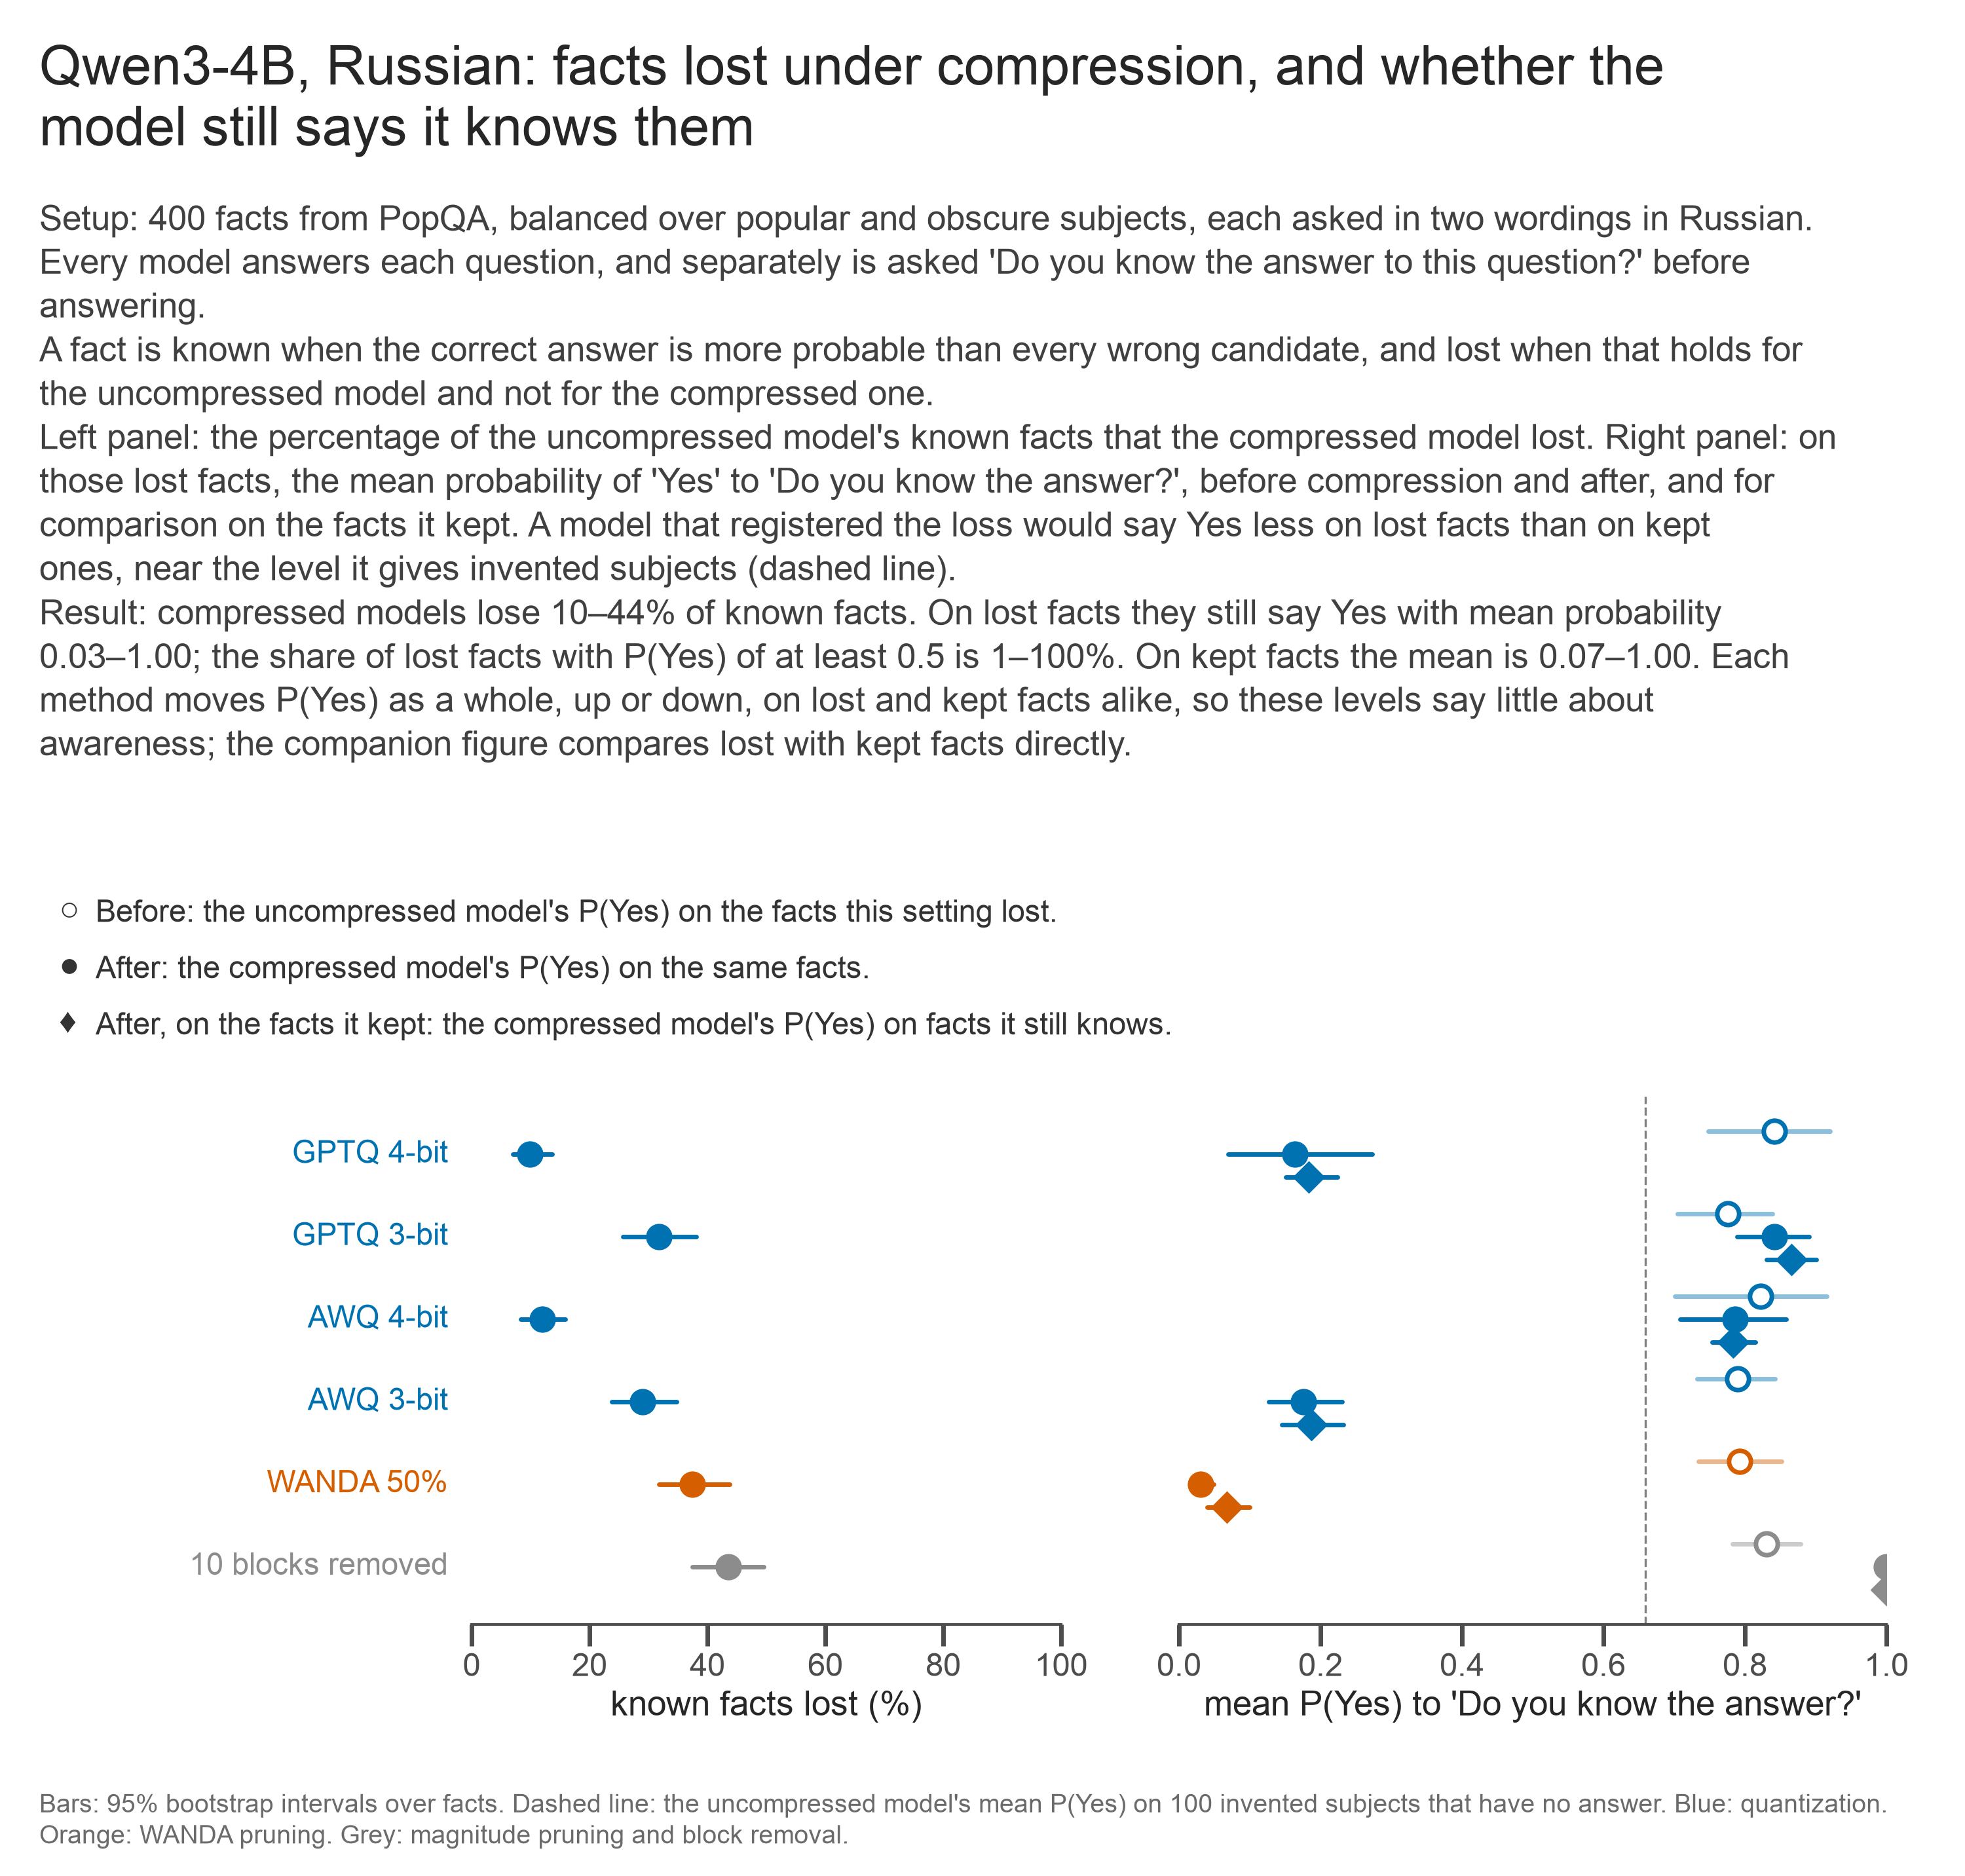 Qwen3-4B, Russian: facts lost under compression, and whether the
model still says it knows them
Setup: 400 facts from PopQA, balanced over popular and obscure subjects, each asked in two wordings in Russian.
Every model answers each question, and separately is asked 'Do you know the answer to this question?' before
answering.
A fact is known when the correct answer is more probable than every wrong candidate, and lost when that holds for
the uncompressed model and not for the compressed one.
Left panel: the percentage of the uncompressed model's known facts that the compressed model lost. Right panel: on
those lost facts, the mean probability of 'Yes' to 'Do you know the answer?', before compression and after, and for
comparison on the facts it kept. A model that registered the loss would say Yes less on lost facts than on kept
ones, near the level it gives invented subjects (dashed line).
Result: compressed models lose 10–44% of known facts. On lost facts they still say Yes with mean probability
0.03–1.00; the share of lost facts with P(Yes) of at least 0.5 is 1–100%. On kept facts the mean is 0.07–1.00. Each
method moves P(Yes) as a whole, up or down, on lost and kept facts alike, so these levels say little about
awareness; the companion figure compares lost with kept facts directly.
Before: the uncompressed model's P(Yes) on the facts this setting lost.
After: the compressed model's P(Yes) on the same facts.
After, on the facts it kept: the compressed model's P(Yes) on facts it still knows.
GPTQ 4-bit
GPTQ 3-bit
AWQ 4-bit
AWQ 3-bit
WANDA 50%
10 blocks removed
0 20 40 60 80 100
known facts lost (%)
0.0 0.2 0.4 0.6 0.8 1.0
mean P(Yes) to 'Do you know the answer?'
Bars: 95% bootstrap intervals over facts. Dashed line: the uncompressed model's mean P(Yes) on 100 invented subjects that have no answer. Blue: quantization.
Orange: WANDA pruning. Grey: magnitude pruning and block removal.